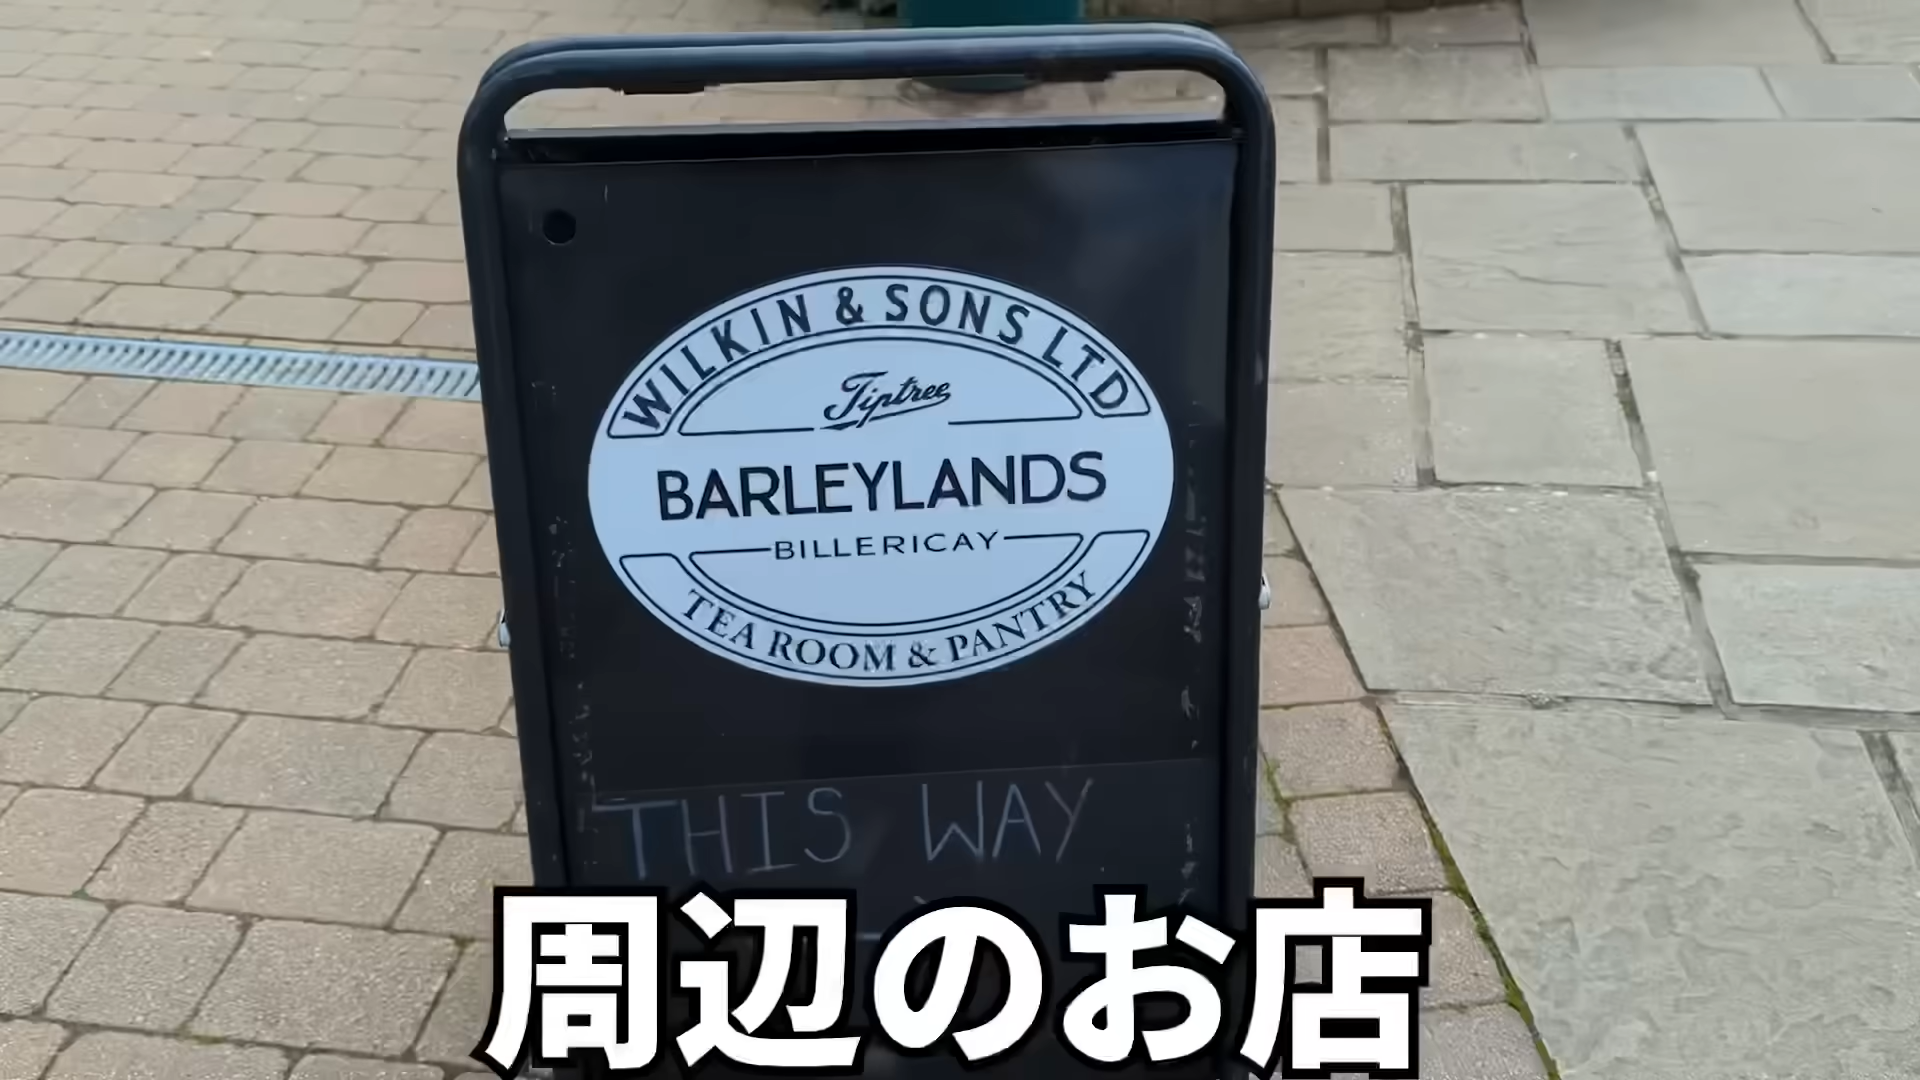 WILKIN & SONS LTD
Tiptree
BARLEYLANDS
BILLERICAY
TEA ROOM & PANTRY
THIS WAY
周辺のお店